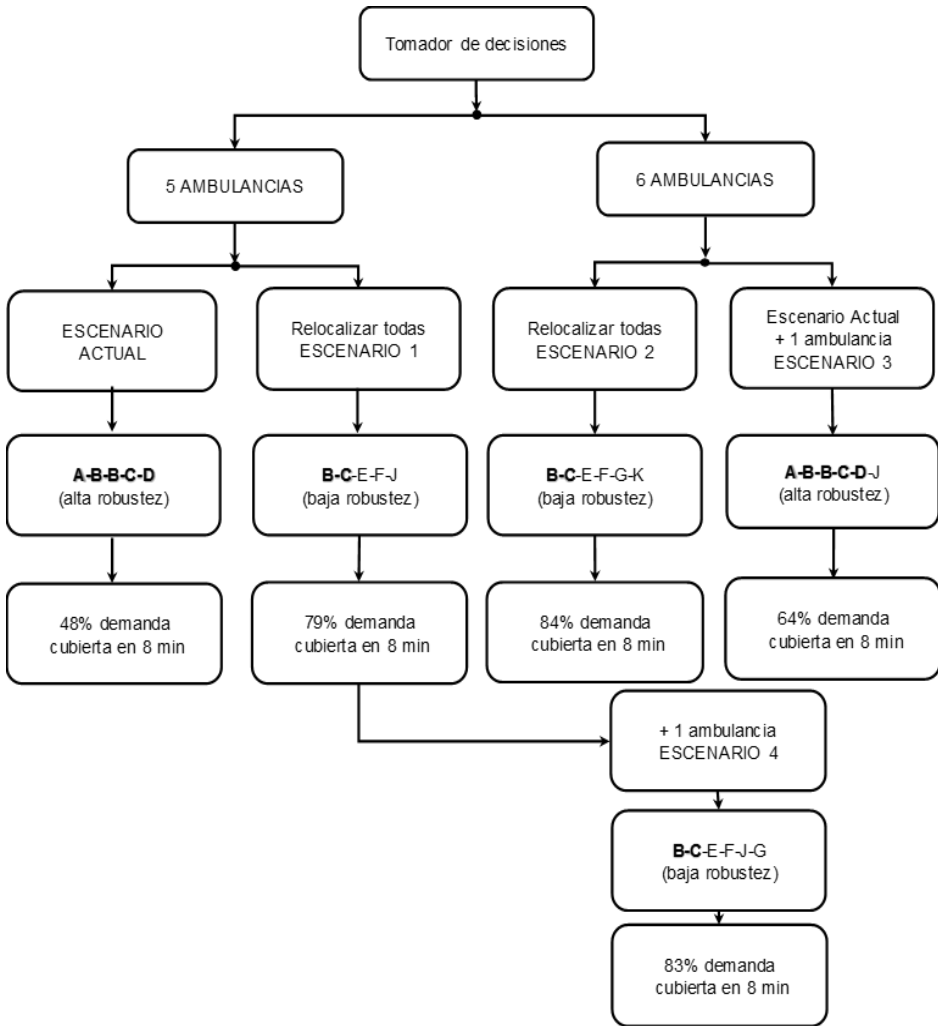 Tomador de decisiones
5 AMBULANCIAS
6 AMBULANCIAS
ESCENARIO
ACTUAL
Relocalizar todas
ESCENARIO 1
Relocalizar todas
ESCENARIO 2
Escenario Actual
+ 1 ambulancia
ESCENARIO 3
A-B-B-C-D
(alta robustez)
B-C-E-F-J
(baja robustez)
B-C-E-F-G-K
(baja robustez)
A-B-B-C-D-J
(alta robustez)
48% demanda
cubierta en 8 min
79% demanda
cubierta en 8 min
84% demanda
cubierta en 8 min
64% demanda
cubierta en 8 min
+ 1 ambulancia
ESCENARIO 4
B-C-E-F-J-G
(baja robustez)
83% demanda
cubierta en 8 min